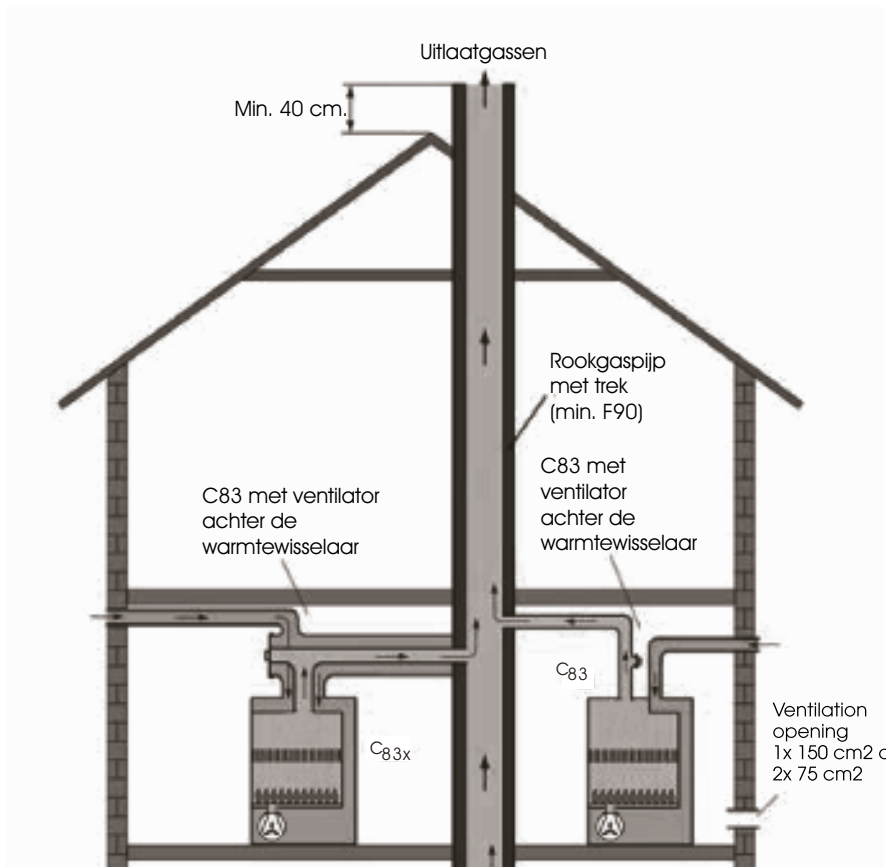 Uitlaatgassen
Min. 40 cm.
Rookgaspijp
met trek
(min. F90)
C83 met ventilator
achter de
warmtewisselaar
C83 met
ventilator
achter de
warmtewisselaar
C83
C83x
Ventilation
opening
1x 150 cm2
2x 75 cm2